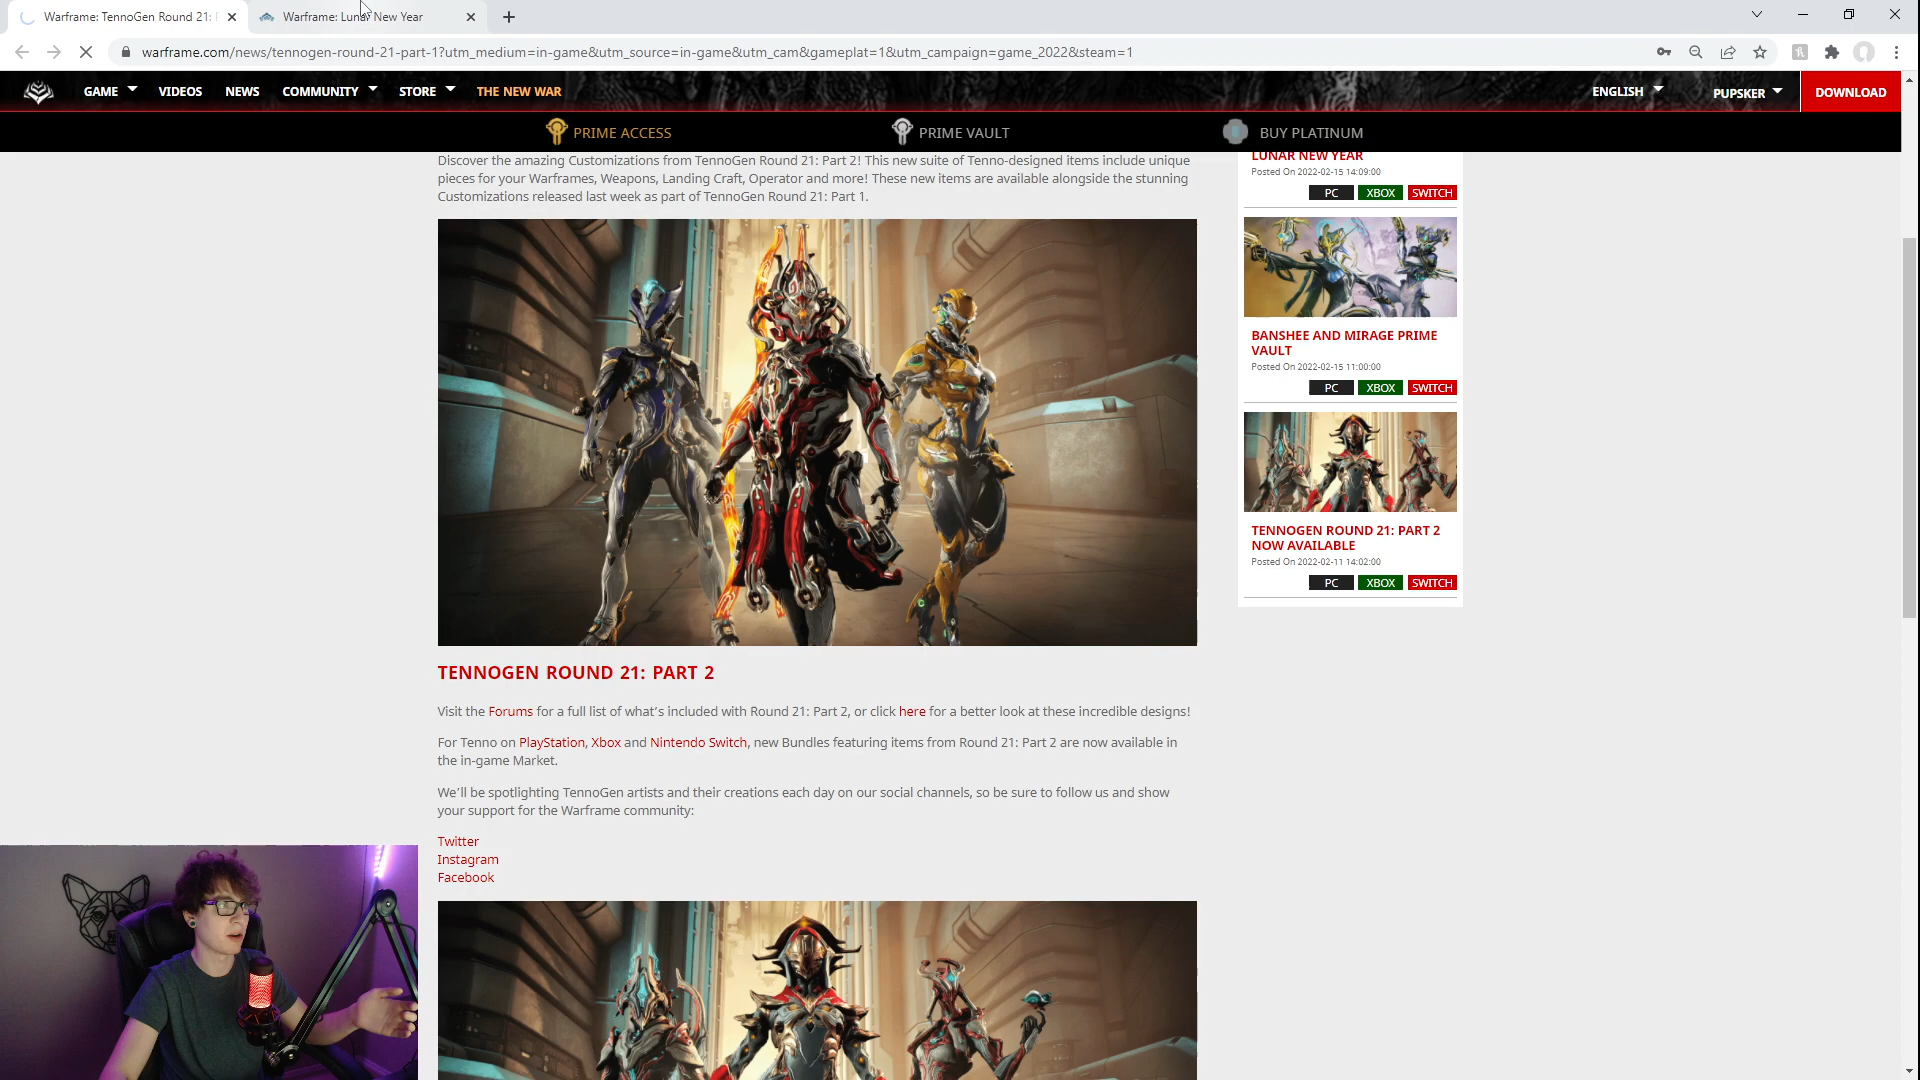 Warframe: TennoGen Round 21:
Warframe: Lunar New Year
warframe.com/news/tennogen-round-21-part-1?utm_medium=in-game&utm_source=in-game&utm_cam&gameplat=1&utm_campaign=game_2022&steam=1
GAME VIDEOS NEWS COMMUNITY STORE THE NEW WAR ENGLISH PUPSKER DOWNLOAD
PRIME ACCESS PRIME VAULT BUY PLATINUM
Discover the amazing Customizations from TennoGen Round 21: Part 2! This new suite of Tenno-designed items include unique
pieces for your Warframes, Weapons, Landing Craft, Operator and more! These new items are available alongside the stunning
Customizations released last week as part of TennoGen Round 21: Part 1.
TENNOGEN ROUND 21: PART 2
Visit the Forums for a full list of what's included with Round 21: Part 2, or click here for a better look at these incredible designs!
For Tenno on PlayStation, Xbox and Nintendo Switch, new Bundles featuring items from Round 21: Part 2 are now available in
the in-game Market.
We'll be spotlighting TennoGen artists and their creations each day on our social channels, so be sure to follow us and show
your support for the Warframe community:
Twitter
Instagram
Facebook
LUNAR NEW YEAR
Posted On 2022-02-15 14:09:00
PC XBOX SWITCH
BANSHEE AND MIRAGE PRIME
VAULT
Posted On 2022-02-15 11:00:00
PC XBOX SWITCH
TENNOGEN ROUND 21: PART 2
NOW AVAILABLE
Posted On 2022-02-11 14:02:00
PC XBOX SWITCH